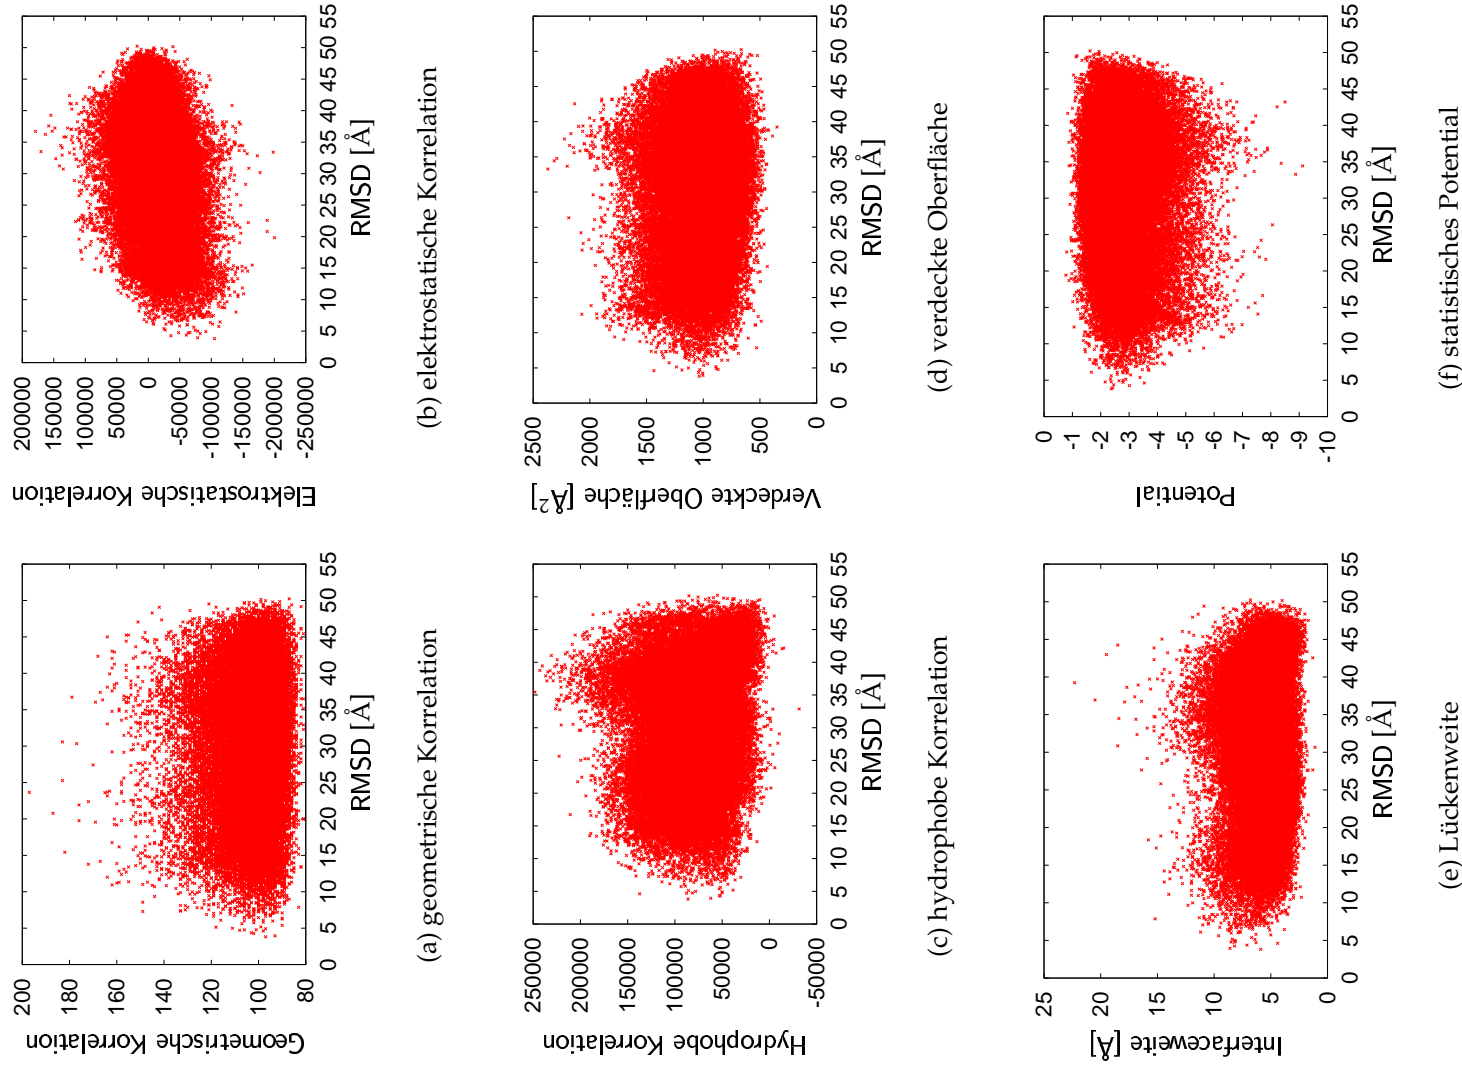 Geometrische Korrelation
200
180
160
140
120
100
80
0 5 10 15 20 25 30 35 40 45 50 55
RMSD [Å]
(a) geometrische Korrelation
Elektrostatische Korrelation
200000
150000
100000
50000
0
-50000
-100000
-150000
-200000
-250000
0 5 10 15 20 25 30 35 40 45 50 55
RMSD [Å]
(b) elektrostatische Korrelation
Hydrophobe Korrelation
250000
200000
150000
100000
50000
0
-50000
0 5 10 15 20 25 30 35 40 45 50 55
RMSD [Å]
(c) hydrophobe Korrelation
Verdeckte Oberfläche [Å²]
2500
2000
1500
1000
500
0
0 5 10 15 20 25 30 35 40 45 50 55
RMSD [Å]
(d) verdeckte Oberfläche
Interfaceweite [Å]
25
20
15
10
5
0
0 5 10 15 20 25 30 35 40 45 50 55
RMSD [Å]
(e) Lückenweite
Potential
0
-1
-2
-3
-4
-5
-6
-7
-8
-9
-10
0 5 10 15 20 25 30 35 40 45 50 55
RMSD [Å]
(f) statistisches Potential